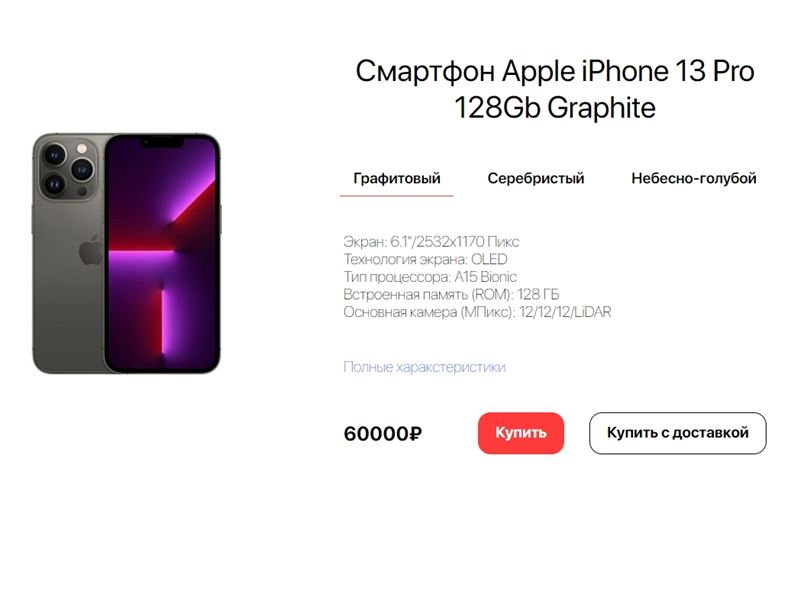 Смартфон Apple iPhone 13 Pro
128Gb Graphite
Графитовый
Серебристый
Небесно-голубой
Экран: 6.1"/2532x1170 Пикс
Технология экрана: OLED
Тип процессора: A15 Bionic
Встроенная память (ROM): 128 ГБ
Основная камера (МПикс): 12/12/12/LiDAR
Полные харакстеристики
60000₽
Купить
Купить с доставкой